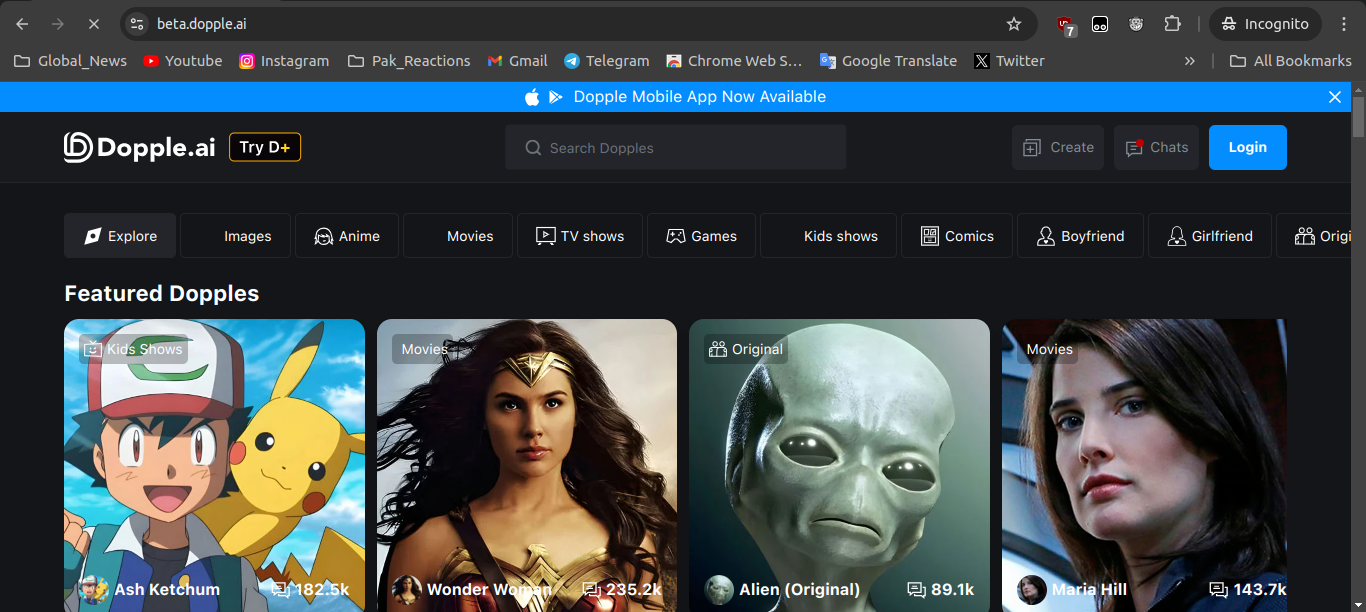 beta.dopple.ai
7
Incognito
Global_News Youtube Instagram Pak_Reactions Gmail Telegram Chrome Web S... Google Translate Twitter » All Bookmarks
Dopple Mobile App Now Available
Dopple.ai Try D+ Search Dopples Create Chats Login
Explore Images Anime Movies TV shows Games Kids shows Comics Boyfriend Girlfriend Origi
Featured Dopples
Kids Shows Movies Original Movies
Ash Ketchum 182.5k Wonder Woman 235.2k Alien (Original) 89.1k Maria Hill 143.7k